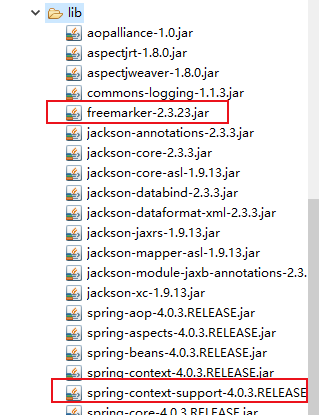 lib
aopalliance-1.0.jar
aspectjrt-1.8.0.jar
aspectjweaver-1.8.0.jar
commons-logging-1.1.3.jar
freemarker-2.3.23.jar
jackson-annotations-2.3.3.jar
jackson-core-2.3.3.jar
jackson-core-asl-1.9.13.jar
jackson-databind-2.3.3.jar
jackson-dataformat-xml-2.3.3.jar
jackson-jaxrs-1.9.13.jar
jackson-mapper-asl-1.9.13.jar
jackson-module-jaxb-annotations-2.3.
jackson-xc-1.9.13.jar
spring-aop-4.0.3.RELEASE.jar
spring-aspects-4.0.3.RELEASE.jar
spring-beans-4.0.3.RELEASE.jar
spring-context-4.0.3.RELEASE.jar
spring-context-support-4.0.3.RELEASE
spring-core-4.0.3.RELEASE.jar